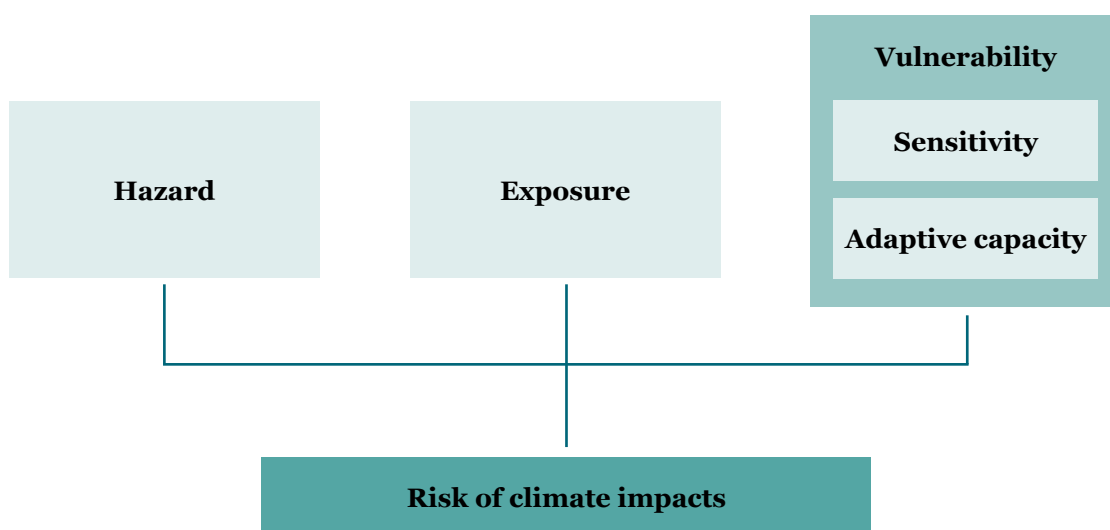 Vulnerability
Hazard
Exposure
Sensitivity
Adaptive capacity
Risk of climate impacts